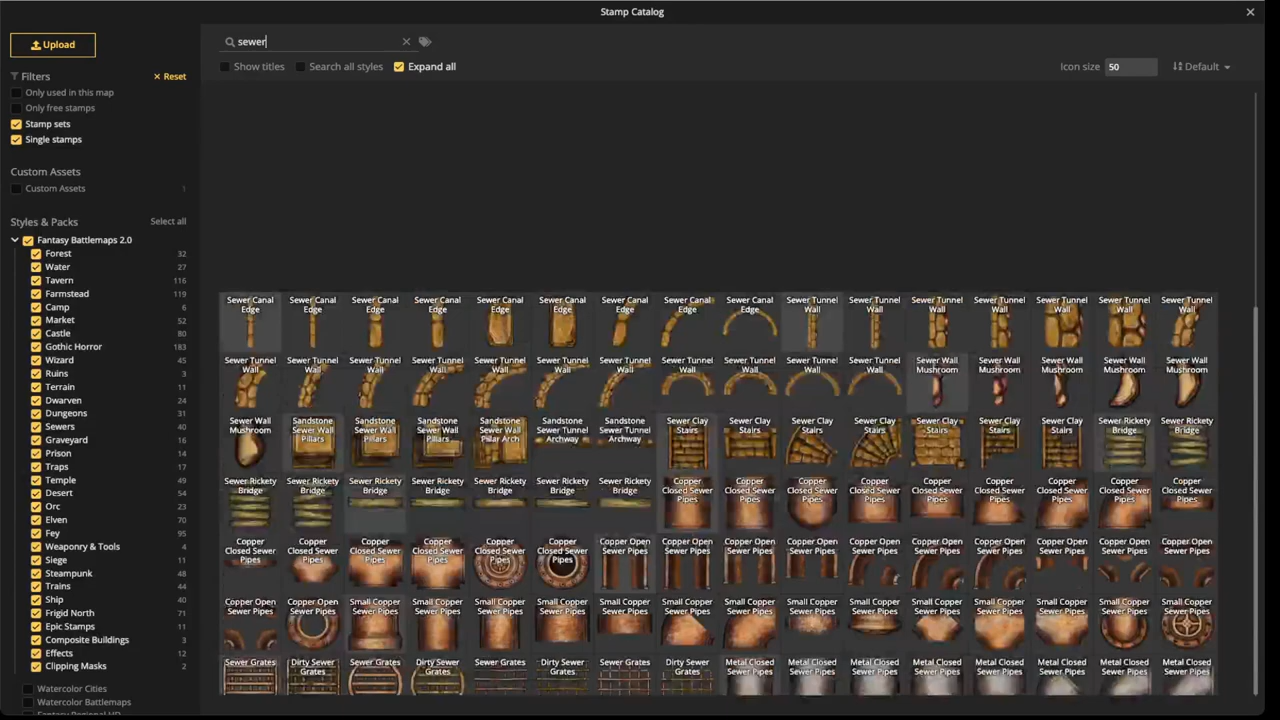 Stamp Catalog
Upload
Filters
Reset
Only used in this map
Only free stamps
Stamp sets
Single stamps
Custom Assets
Custom Assets 1
Styles & Packs Select all
Fantasy Battlemaps 2.0
Forest 32
Water 27
Tavern 116
Farmstead 119
Camp 6
Market 52
Castle 80
Gothic Horror 183
Wizard 45
Ruins 3
Terrain 11
Dwarven 24
Dungeons 31
Sewers 40
Graveyard 16
Prison 14
Traps 17
Temple 49
Desert 54
Orc 23
Elven 70
Fey 95
Weaponry & Tools 4
Siege 11
Steampunk 48
Trains 44
Ship 40
Frigid North 71
Epic Stamps 11
Composite Buildings 3
Effects 12
Clipping Masks 2
Watercolor Cities
Watercolor Battlemaps
Fantasy Regional HD
sewer
Show titles Search all styles Expand all Icon size 50 Default
Sewer Canal Sewer Canal Sewer Canal Sewer Canal Sewer Canal Sewer Canal Sewer Canal Sewer Canal Sewer Canal Sewer Tunnel Sewer Tunnel Sewer Tunnel Sewer Tunnel Sewer Tunnel Sewer Tunnel Sewer Tunnel
Edge Edge Edge Edge Edge Edge Edge Edge Edge Wall Wall Wall Wall Wall Wall Wall
Sewer Tunnel Sewer Tunnel Sewer Tunnel Sewer Tunnel Sewer Tunnel Sewer Tunnel Sewer Tunnel Sewer Tunnel Sewer Tunnel Sewer Tunnel Sewer Tunnel Sewer Wall Sewer Wall Sewer Wall Sewer Wall Sewer Wall
Wall Wall Wall Wall Wall Wall Wall Wall Wall Wall Wall Mushroom Mushroom Mushroom Mushroom Mushroom
Sewer Wall Sandstone Sandstone Sandstone Sandstone Sandstone Sandstone Sewer Clay Sewer Clay Sewer Clay Sewer Clay Sewer Clay Sewer Clay Sewer Clay Sewer Rickety Sewer Rickety
Mushroom Sewer Wall Sewer Wall Sewer Wall Sewer Wall Sewer Tunnel Sewer Tunnel Stairs Stairs Stairs Stairs Stairs Stairs Stairs Bridge Bridge
Pillars Pillars Pillars Pillar Arch Archway Archway
Sewer Rickety Sewer Rickety Sewer Rickety Sewer Rickety Sewer Rickety Sewer Rickety Sewer Rickety Copper Copper Copper Copper Copper Copper Copper Copper Copper
Bridge Bridge Bridge Bridge Bridge Bridge Bridge Closed Sewer Closed Sewer Closed Sewer Closed Sewer Closed Sewer Closed Sewer Closed Sewer Closed Sewer Closed Sewer
Pipes Pipes Pipes Pipes Pipes Pipes Pipes Pipes Pipes
Copper Copper Copper Copper Copper Copper Copper Open Copper Open Copper Open Copper Open Copper Open Copper Open Copper Open Copper Open Copper Open Copper Open
Closed Sewer Closed Sewer Closed Sewer Closed Sewer Closed Sewer Closed Sewer Sewer Pipes Sewer Pipes Sewer Pipes Sewer Pipes Sewer Pipes Sewer Pipes Sewer Pipes Sewer Pipes Sewer Pipes Sewer Pipes
Pipes Pipes Pipes Pipes Pipes Pipes
Copper Open Copper Open Small Copper Small Copper Small Copper Small Copper Small Copper Small Copper Small Copper Small Copper Small Copper Small Copper Small Copper Small Copper Small Copper Small Copper
Sewer Pipes Sewer Pipes Sewer Pipes Sewer Pipes Sewer Pipes Sewer Pipes Sewer Pipes Sewer Pipes Sewer Pipes Sewer Pipes Sewer Pipes Sewer Pipes Sewer Pipes Sewer Pipes Sewer Pipes Sewer Pipes
Sewer Grates Dirty Sewer Sewer Grates Dirty Sewer Sewer Grates Dirty Sewer Sewer Grates Dirty Sewer Metal Closed Metal Closed Metal Closed Metal Closed Metal Closed Metal Closed Metal Closed Metal Closed
Grates Grates Grates Grates Sewer Pipes Sewer Pipes Sewer Pipes Sewer Pipes Sewer Pipes Sewer Pipes Sewer Pipes Sewer Pipes